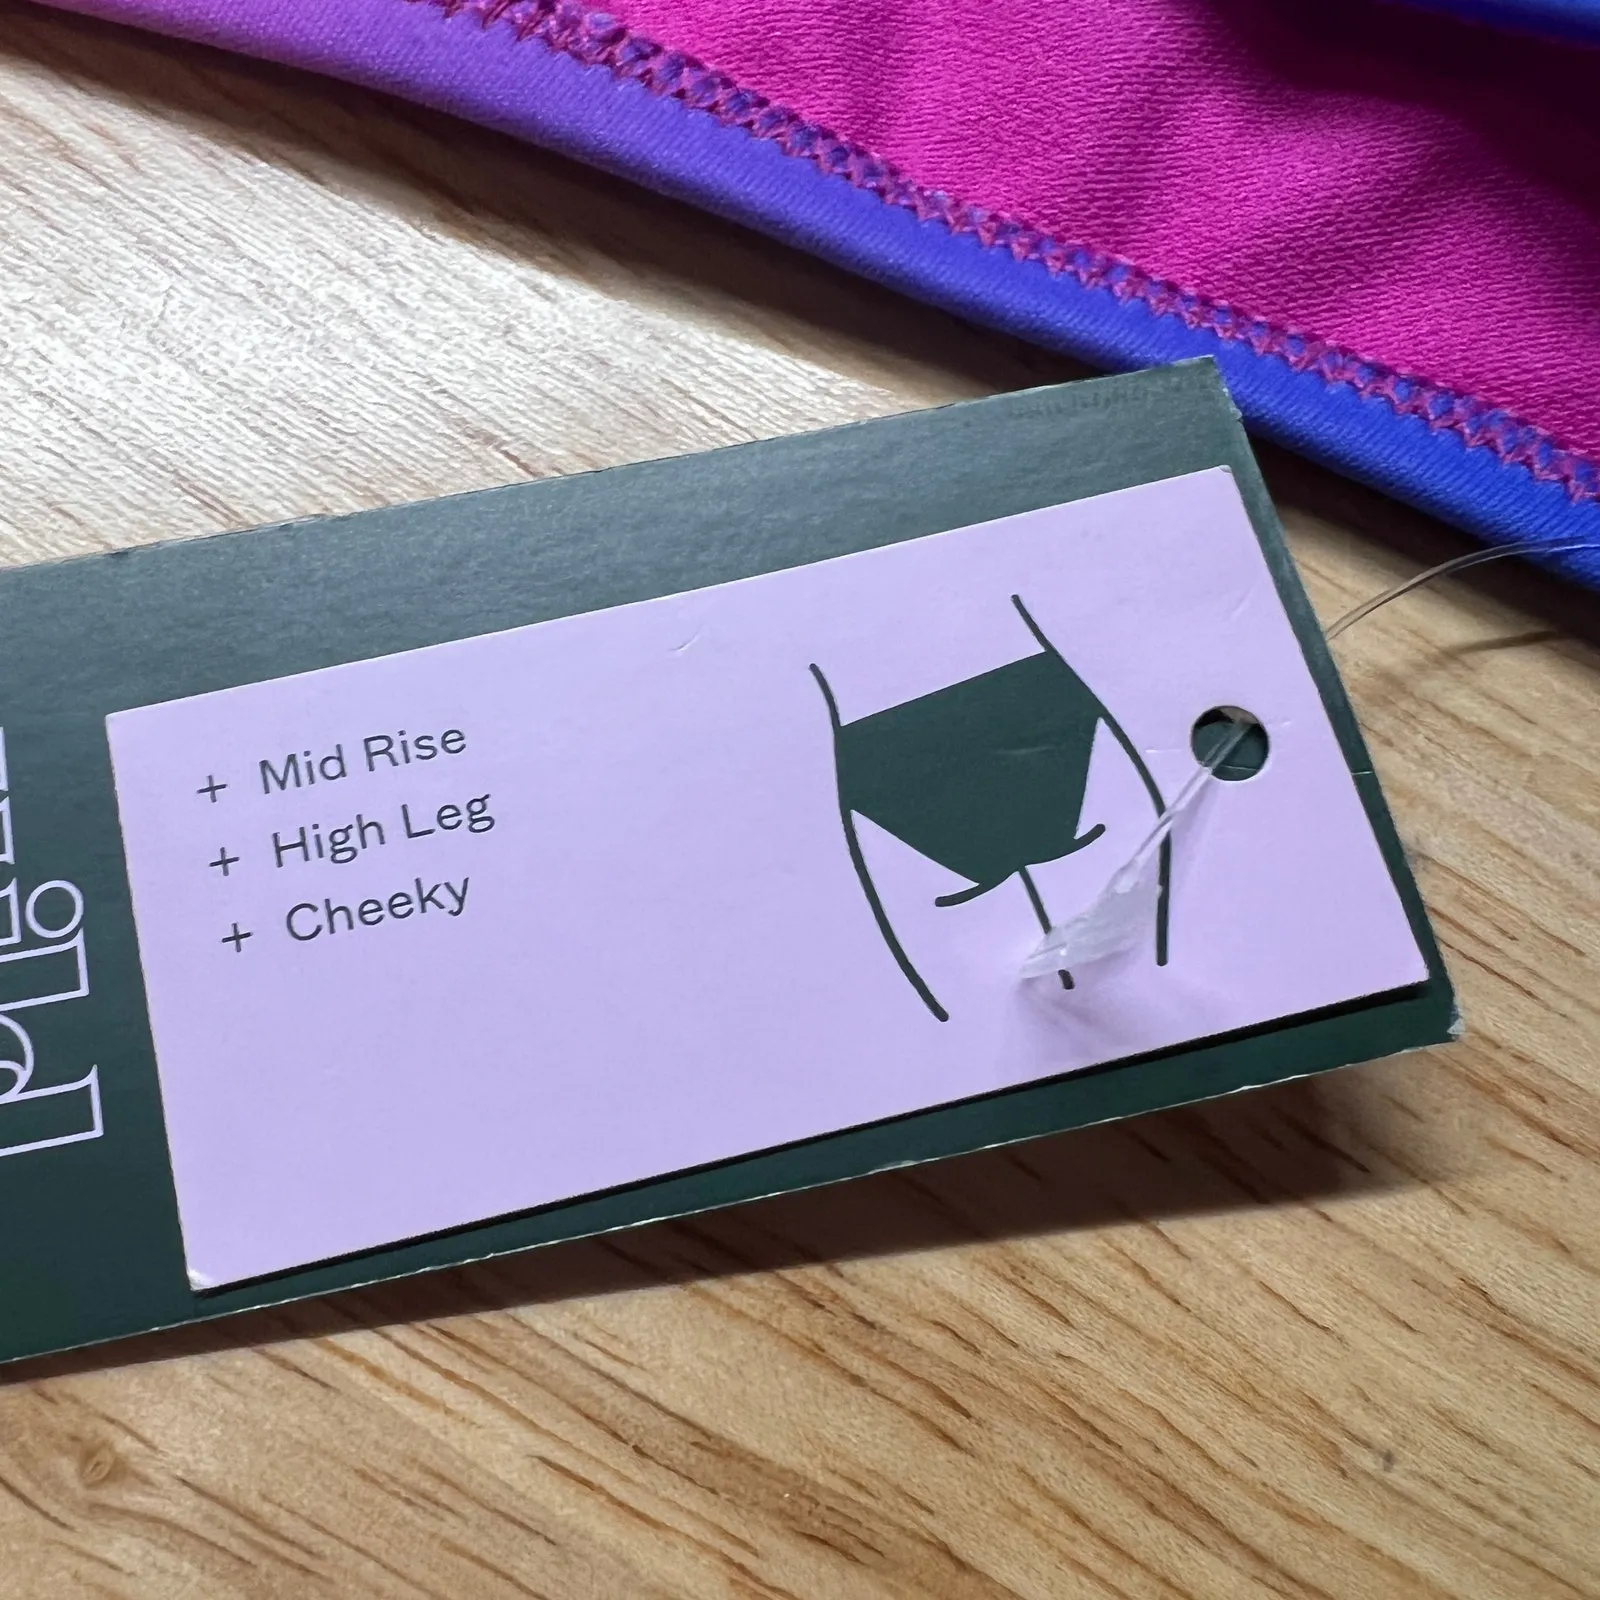 + Mid Rise
+ High Leg
+ Cheeky